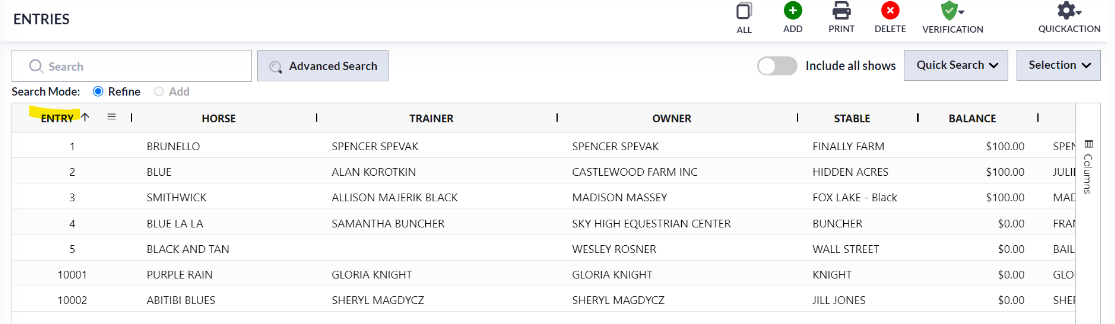 ENTRIES
ALL ADD PRINT DELETE VERIFICATION QUICKACTION
Search Advanced Search Include all shows Quick Search Selection
Search Mode: Refine Add
ENTRY HORSE TRAINER OWNER STABLE BALANCE
1 BRUNELLO SPENCER SPEVAK SPENCER SPEVAK FINALLY FARM $100.00 SPEN
2 BLUE ALAN KOROTKIN CASTLEWOOD FARM INC HIDDEN ACRES $100.00 JULIE
3 SMITHWICK ALLISON MAJERIK BLACK MADISON MASSEY FOX LAKE - Black $100.00 MAD
4 BLUE LA LA SAMANTHA BUNCHER SKY HIGH EQUESTRIAN CENTER BUNCHER $0.00 FRAN
5 BLACK AND TAN WESLEY ROSNER WALL STREET $0.00 BAIL
10001 PURPLE RAIN GLORIA KNIGHT GLORIA KNIGHT KNIGHT $0.00 GLO
10002 ABITIBI BLUES SHERYL MAGDYCZ SHERYL MAGDYCZ JILL JONES $0.00 SHE
Columns